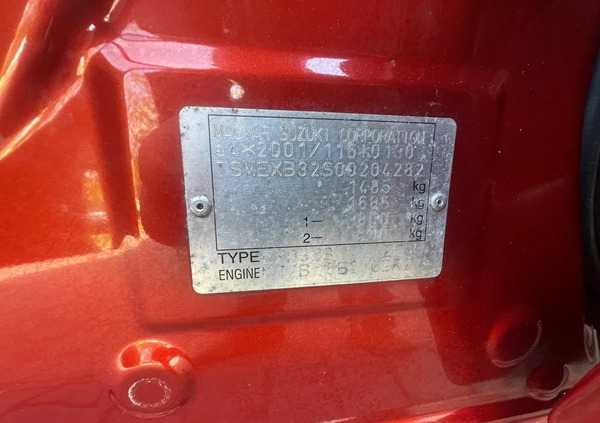 MAGYAR SUZUKI CORPORATION
e4*2001/116*0130*
TSMEXB32S00204282
1485 kg
1685 kg
1— kg
2— kg
TYPE
ENGINE